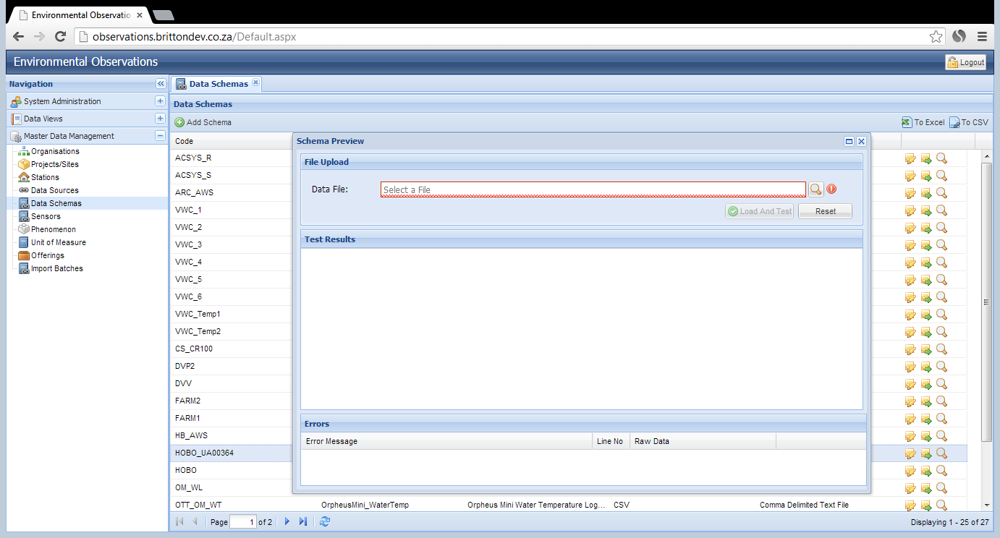 Environmental Observatio
observations.brittondev.co.za/Default.aspx
Environmental Observations
Logout
Navigation
System Administration
Data Views
Master Data Management
Organisations
Projects/Sites
Stations
Data Sources
Data Schemas
Sensors
Phenomenon
Unit of Measure
Offerings
Import Batches
Data Schemas
Data Schemas
Add Schema
To Excel To CSV
Code
ACSYS_R
ACSYS_S
ARC_AWS
VWC_1
VWC_2
VWC_3
VWC_4
VWC_5
VWC_6
VWC_Temp1
VWC_Temp2
CS_CR100
DVP2
DVV
FARM2
FARM1
HB_AWS
HOBO_UA00364
HOBO
OM_WL
OTT_OM_WT OrpheusMini_WaterTemp Orpheus Mini Water Temperature Log... CSV Comma Delimited Text File
Schema Preview
File Upload
Data File: Select a File
Load And Test Reset
Test Results
Errors
Error Message Line No Raw Data
Page 1 of 2
Displaying 1 - 25 of 27